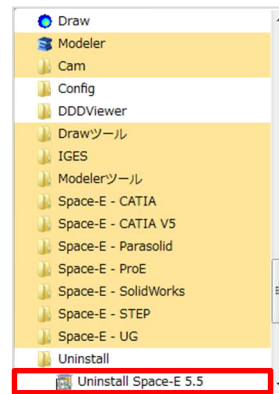 Draw
Modeler
Cam
Config
DDDViewer
Drawツール
IGES
Modelerツール
Space-E - CATIA
Space-E - CATIA V5
Space-E - Parasolid
Space-E - ProE
Space-E - SolidWorks
Space-E - STEP
Space-E - UG
Uninstall
Uninstall Space-E 5.5